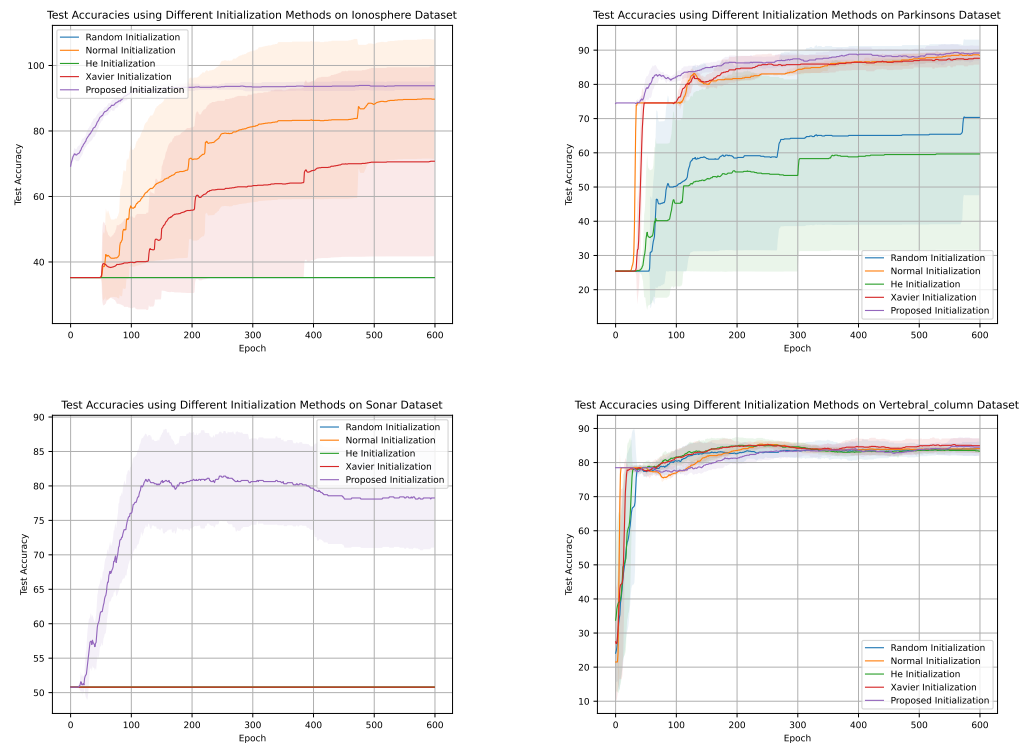 Test Accuracies using Different Initialization Methods on Ionosphere Dataset
Random Initialization
Normal Initialization
He Initialization
Xavier Initialization
Proposed Initialization
100
80
60
40
Test Accuracy
0 100 200 300 400 500 600
Epoch
Test Accuracies using Different Initialization Methods on Parkinsons Dataset
90
80
70
60
50
40
30
20
Test Accuracy
Random Initialization
Normal Initialization
He Initialization
Xavier Initialization
Proposed Initialization
0 100 200 300 400 500 600
Epoch
Test Accuracies using Different Initialization Methods on Sonar Dataset
Random Initialization
Normal Initialization
He Initialization
Xavier Initialization
Proposed Initialization
90
85
80
75
70
65
60
55
50
Test Accuracy
0 100 200 300 400 500 600
Epoch
Test Accuracies using Different Initialization Methods on Vertebral_column Dataset
90
80
70
60
50
40
30
20
10
Test Accuracy
Random Initialization
Normal Initialization
He Initialization
Xavier Initialization
Proposed Initialization
0 100 200 300 400 500 600
Epoch